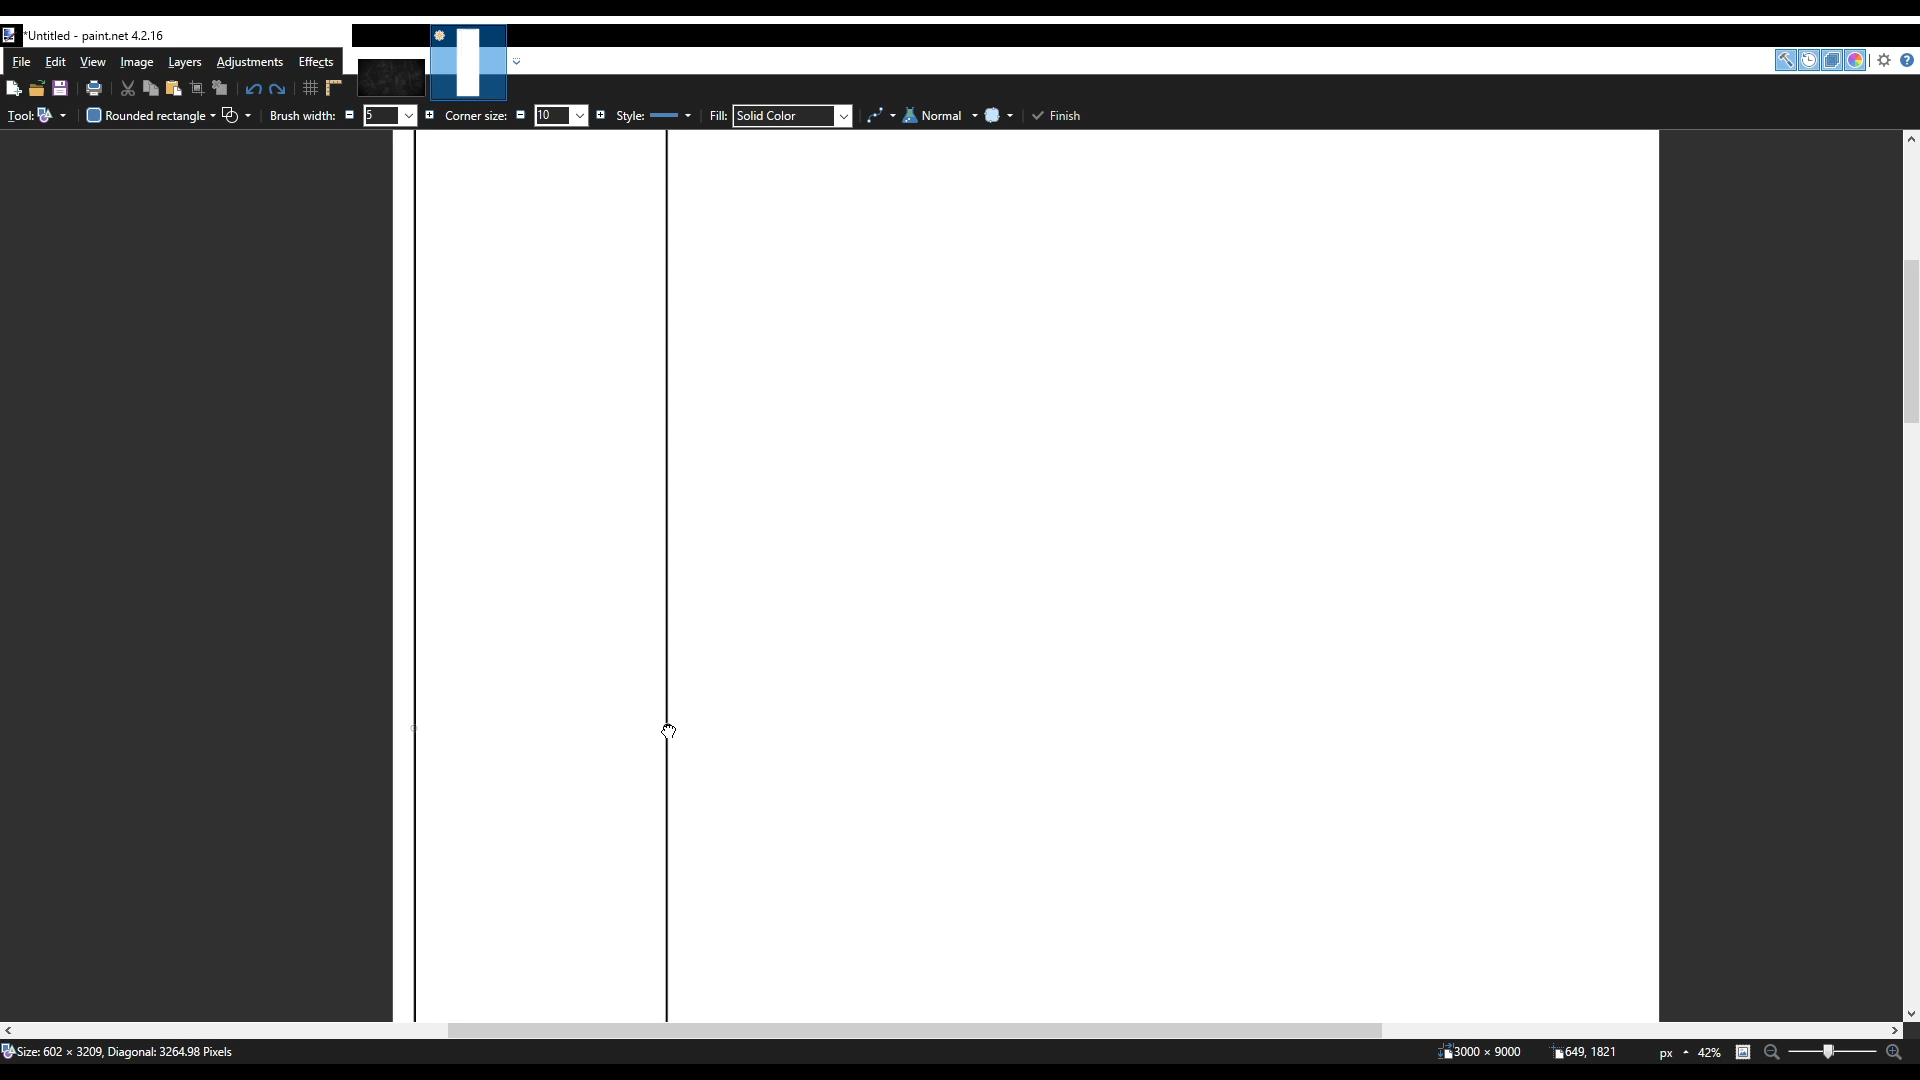 *Untitled - paint.net 4.2.16
File Edit View Image Layers Adjustments Effects
Tool: Rounded rectangle Brush width: 5 Corner size: 10 Style: Fill: Solid Color Normal Finish
Size: 602 × 3209, Diagonal: 3264.98 Pixels 3000 × 9000 649, 1821 px 42%